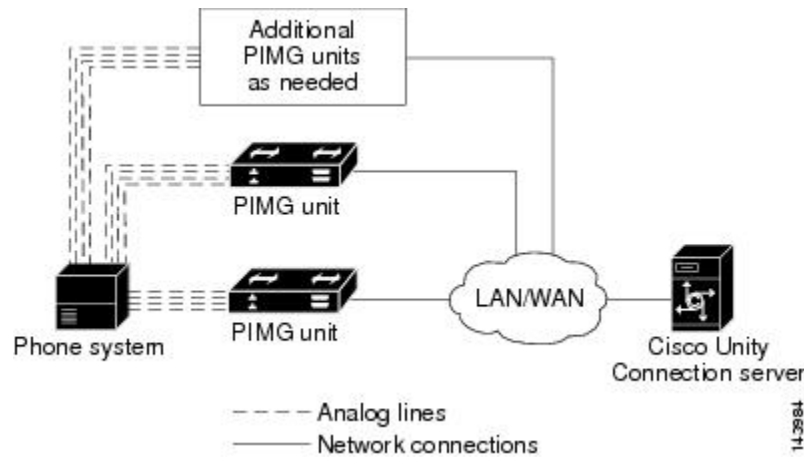 Additional
PIMG units
as needed
PIMG unit
PIMG unit
LAN/WAN
Phone system
Cisco Unity
Connection server
Analog lines
Network connections
143984